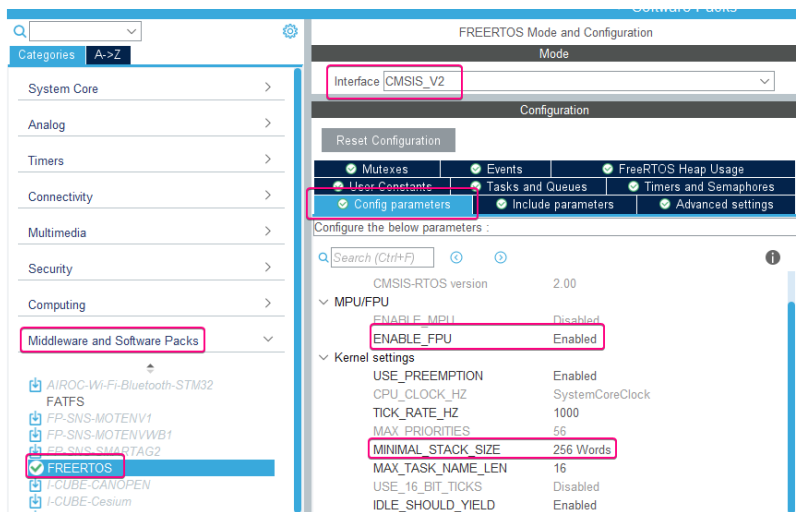 Software Packs
FREERTOS Mode and Configuration
Mode
Categories A->Z
Interface CMSIS_V2
System Core
Analog
Timers
Connectivity
Multimedia
Security
Computing
Middleware and Software Packs
AIROC-Wi-Fi-Bluetooth-STM32
FATFS
FP-SNS-MOTENV1
FP-SNS-MOTENVWB1
FP-SNS-SMARTAG2
FREERTOS
I-CUBE-CANOPEN
I-CUBE-Cesium
Configuration
Reset Configuration
Mutexes Events FreeRTOS Heap Usage
User Constants Tasks and Queues Timers and Semaphores
Config parameters Include parameters Advanced settings
Configure the below parameters :
Search (Ctrl+F)
CMSIS-RTOS version 2.00
MPU/FPU
ENABLE_MPU Disabled
ENABLE_FPU Enabled
Kernel settings
USE_PREEMPTION Enabled
CPU_CLOCK_HZ SystemCoreClock
TICK_RATE_HZ 1000
MAX_PRIORITIES 56
MINIMAL_STACK_SIZE 256 Words
MAX_TASK_NAME_LEN 16
USE_16_BIT_TICKS Disabled
IDLE_SHOULD_YIELD Enabled